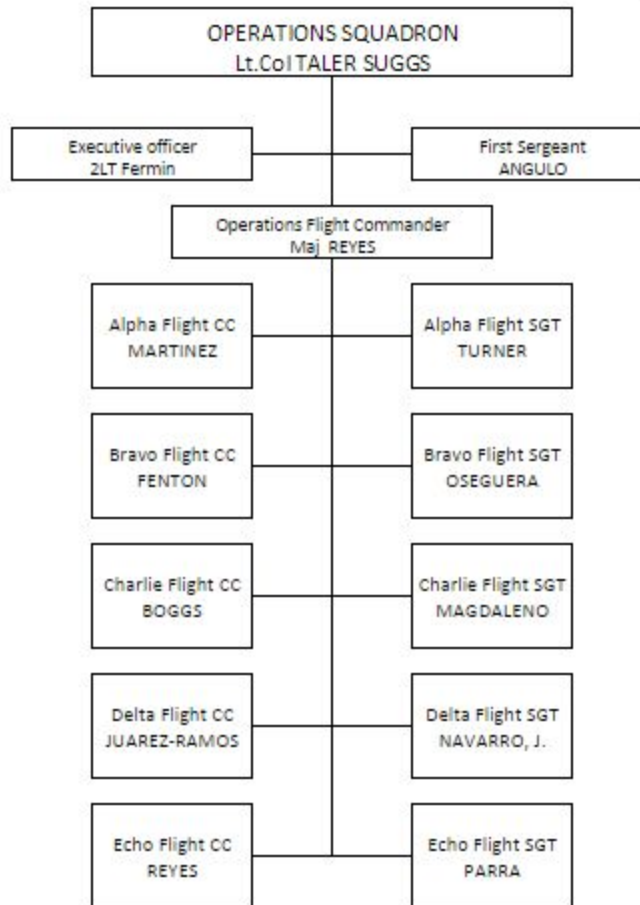 OPERATIONS SQUADRON
Lt.Col TALER SUGGS
Executive officer
2LT Fermin
First Sergeant
ANGULO
Operations Flight Commander
Maj REYES
Alpha Flight CC
MARTINEZ
Alpha Flight SGT
TURNER
Bravo Flight CC
FENTON
Bravo Flight SGT
OSEGUERA
Charlie Flight CC
BOGGS
Charlie Flight SGT
MAGDALENO
Delta Flight CC
JUAREZ-RAMOS
Delta Flight SGT
NAVARRO, J.
Echo Flight CC
REYES
Echo Flight SGT
PARRA